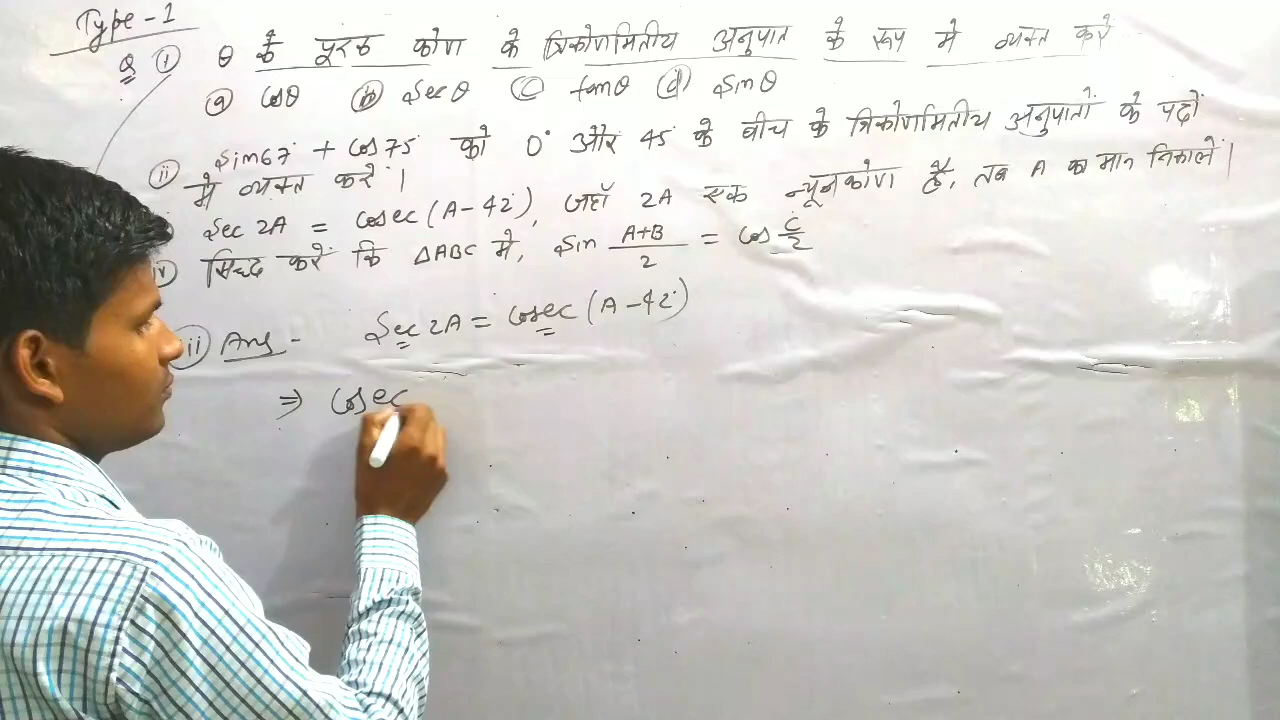 Type-1
Q (i) θ के पूरक कोण के त्रिकोणमितीय अनुपात के रूप मे व्यक्त करें
(a) cosθ (b) secθ (c) tanθ (d) sinθ
(ii) sin67° + cos75° को 0° और 45° के बीच के त्रिकोणमितीय अनुपातों के पदों
मे व्यक्त करें।
sec 2A = cosec (A-42°), जहाँ 2A एक न्यूनकोण है, तब A का मान निकालें।
सिद्ध करें कि △ABC मे, sin (A+B)/2 = cos C/2
ii) Ans - sec 2A = cosec (A-42°)
⇒ cosec